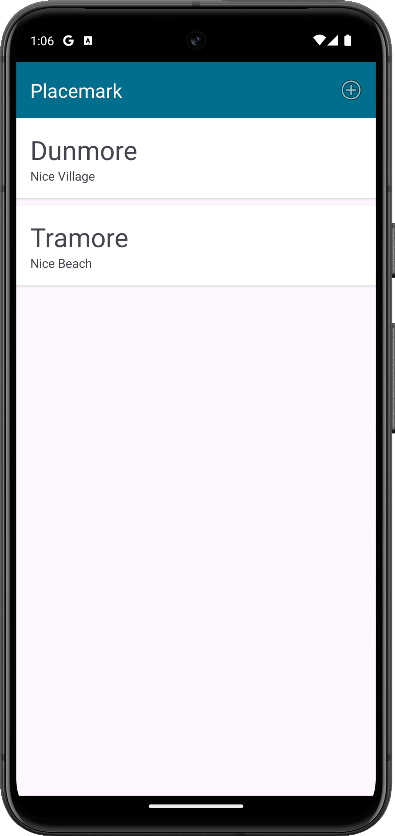 1:06 G A
Placemark
Dunmore
Nice Village
Tramore
Nice Beach